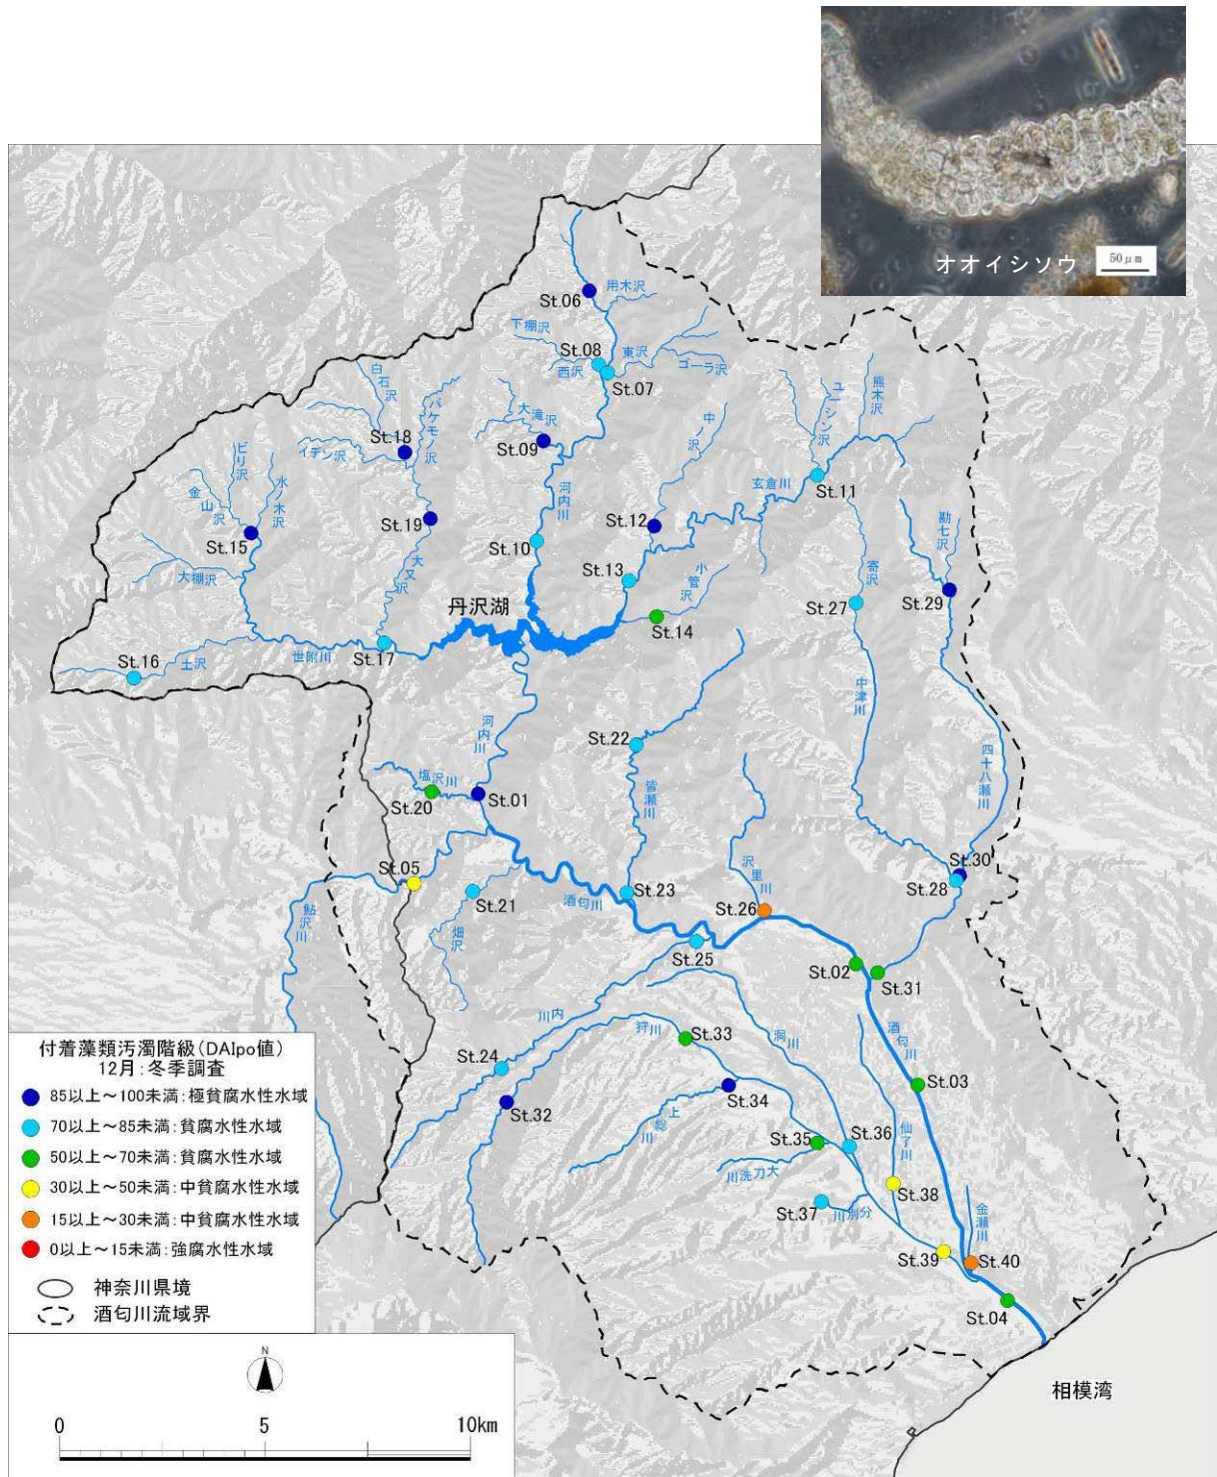 オオイシソウ
50μm
St.06
用木沢
下棚沢
St.08
東沢
西沢
ゴーラ沢
St.07
白石沢
バケモノ沢
大滝沢
中ノ沢
ユーシン沢
熊木沢
St.18
イデン沢
St.09
ビリ沢
水ノ木沢
金山沢
玄倉川
St.11
河内川
St.15
St.19
St.12
勘七沢
St.10
大棚沢
大又沢
St.13
小菅沢
寄沢
St.27
St.29
丹沢湖
St.14
St.17
世附川
土沢
St.16
中津川
河内川
St.22
四十八瀬川
塩沢川
皆瀬川
St.20
St.01
沢里川
St.05
St.30
St.28
St.23
酒匂川
St.21
St.26
鮎沢川
畑沢
St.25
St.02
St.31
川内
狩川
洞川
酒匂川
St.33
St.24
St.03
St.34
St.32
上総川
仙了川
St.35
St.36
川洗刀大
St.38
St.37
川別分
金瀬川
St.39
St.40
St.04
相模湾
付着藻類汚濁階級(DAIpo値)
12月:冬季調査
85以上~100未満:極貧腐水性水域
70以上~85未満:貧腐水性水域
50以上~70未満:貧腐水性水域
30以上~50未満:中貧腐水性水域
15以上~30未満:中貧腐水性水域
0以上~15未満:強腐水性水域
神奈川県境
酒匂川流域界
N
0 5 10km